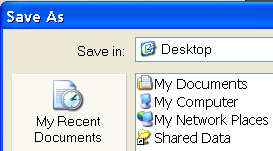 Save As
Save in: Desktop
My Recent
Documents
My Documents
My Computer
My Network Places
Shared Data